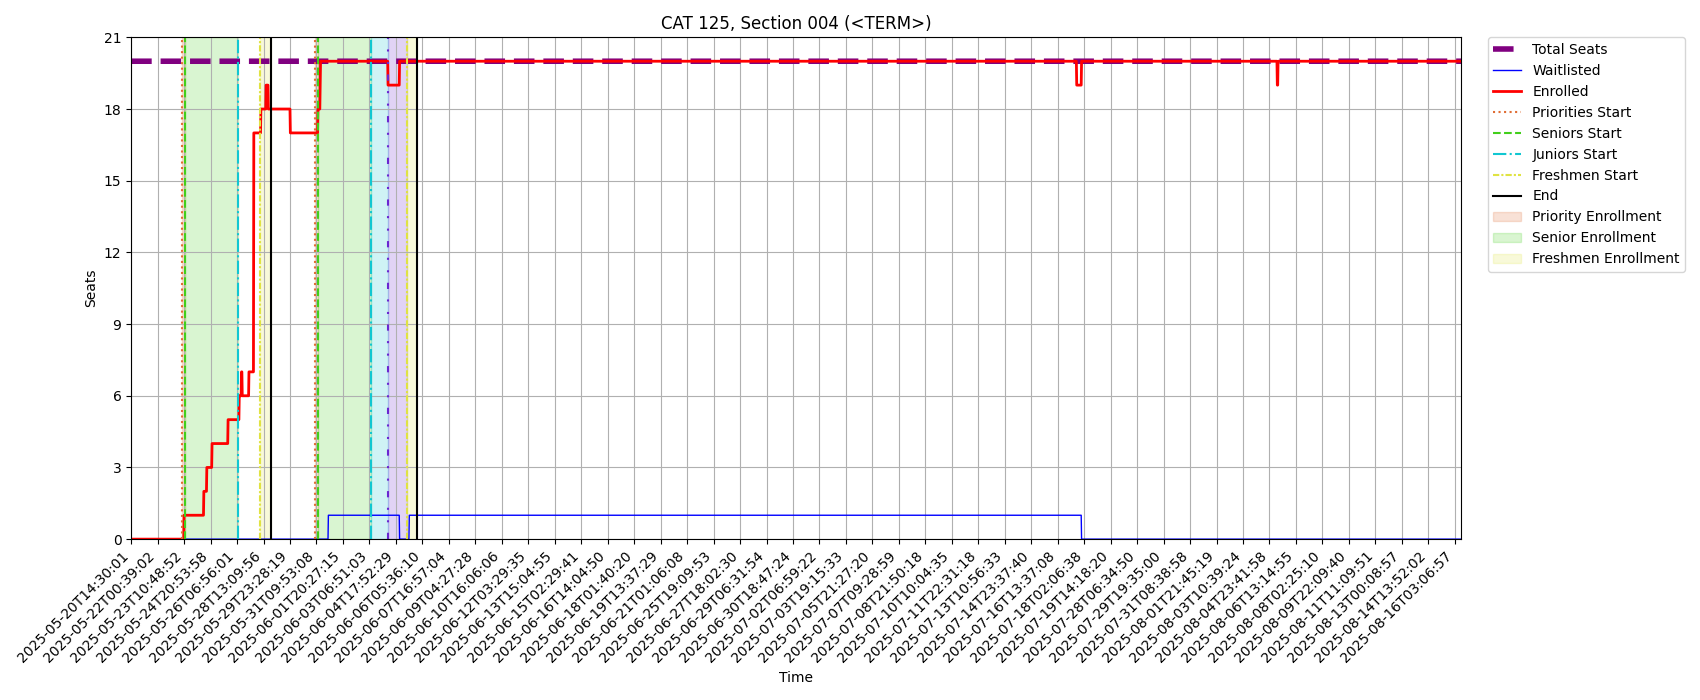 CAT 125, Section 004 (<TERM>)
21
18
15
12
9
6
3
0
Seats
Total Seats
Waitlisted
Enrolled
Priorities Start
Seniors Start
Juniors Start
Freshmen Start
End
Priority Enrollment
Senior Enrollment
Freshmen Enrollment
2025-05-20T14:30:01
2025-05-22T00:39:02
2025-05-23T10:48:52
2025-05-24T20:53:58
2025-05-26T06:56:01
2025-05-28T13:09:56
2025-05-29T23:28:19
2025-05-31T09:53:08
2025-06-01T20:27:15
2025-06-03T06:51:03
2025-06-04T17:52:29
2025-06-06T05:36:10
2025-06-07T16:57:04
2025-06-09T04:27:28
2025-06-10T16:06:06
2025-06-12T03:29:35
2025-06-13T15:04:55
2025-06-15T02:29:41
2025-06-16T14:04:50
2025-06-18T01:40:20
2025-06-19T13:37:29
2025-06-21T01:06:08
2025-06-25T19:09:53
2025-06-27T18:02:30
2025-06-29T06:31:54
2025-06-30T18:47:24
2025-07-02T06:59:22
2025-07-03T19:15:33
2025-07-05T21:27:20
2025-07-07T09:28:59
2025-07-08T21:50:18
2025-07-10T10:04:35
2025-07-11T22:31:18
2025-07-13T10:56:33
2025-07-14T23:37:40
2025-07-16T13:37:08
2025-07-18T02:06:38
2025-07-19T14:18:20
2025-07-28T06:34:50
2025-07-29T19:35:00
2025-07-31T08:38:58
2025-08-01T21:45:19
2025-08-03T10:39:24
2025-08-04T23:41:58
2025-08-06T13:14:55
2025-08-08T02:25:10
2025-08-09T22:09:40
2025-08-11T11:09:51
2025-08-13T00:08:57
2025-08-14T13:52:02
2025-08-16T03:06:57
Time